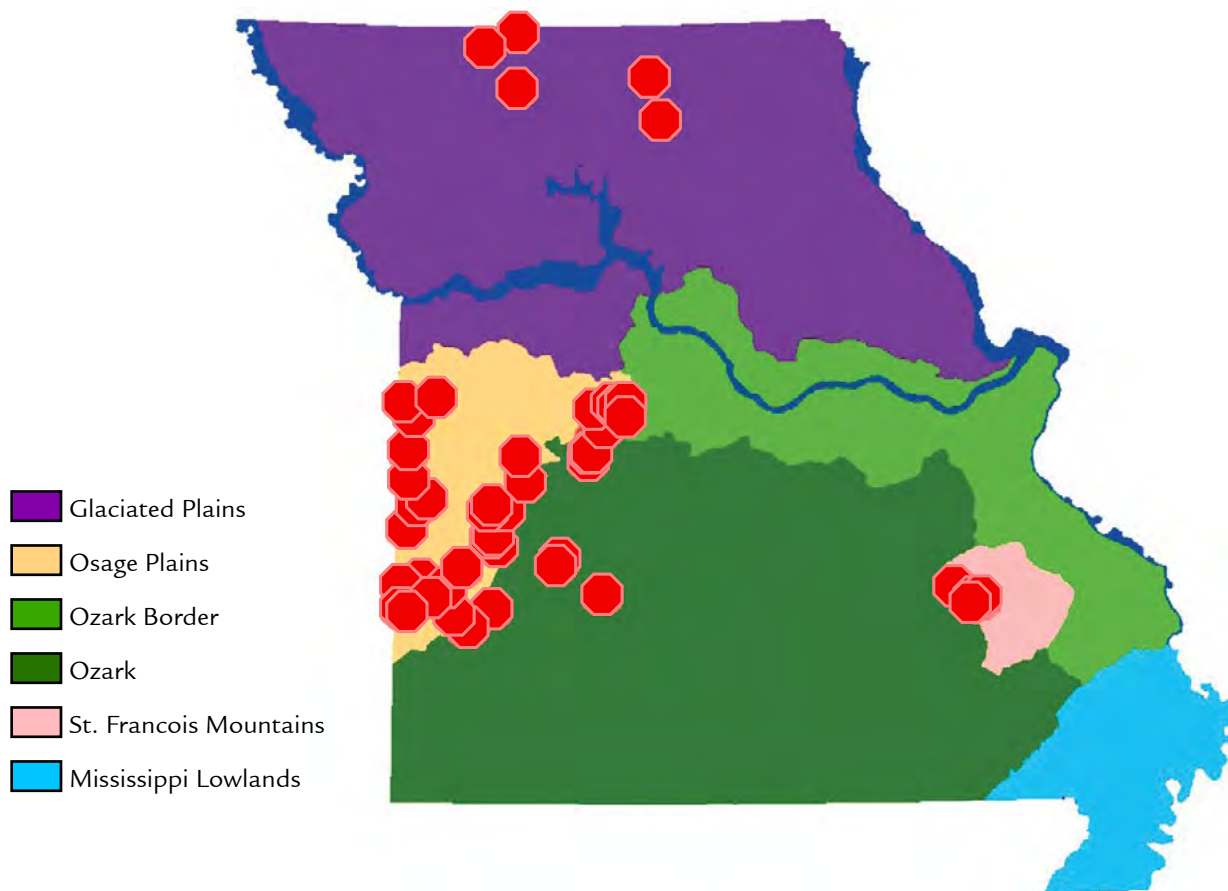 Glaciated Plains
Osage Plains
Ozark Border
Ozark
St. Francois Mountains
Mississippi Lowlands